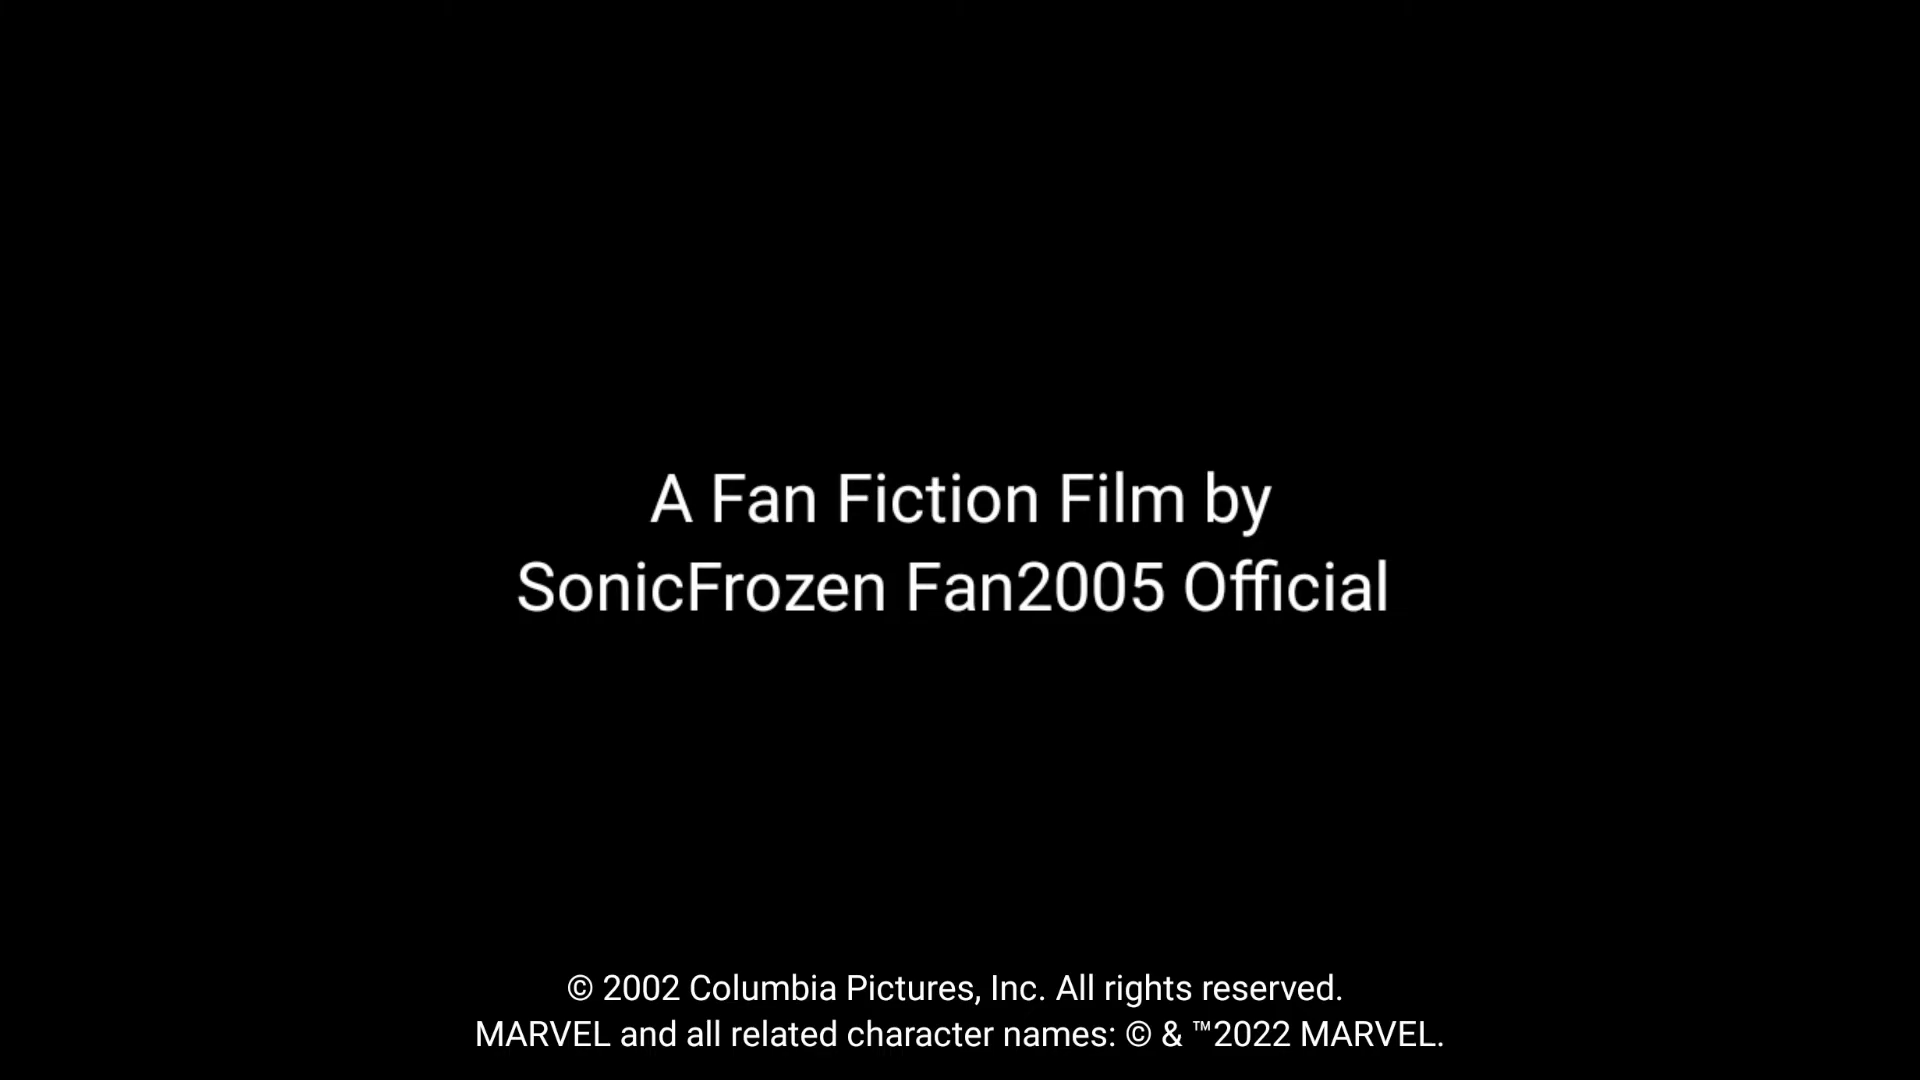 A Fan Fiction Film by
SonicFrozen Fan2005 Official
© 2002 Columbia Pictures, Inc. All rights reserved.
MARVEL and all related character names: © & ™2022 MARVEL.